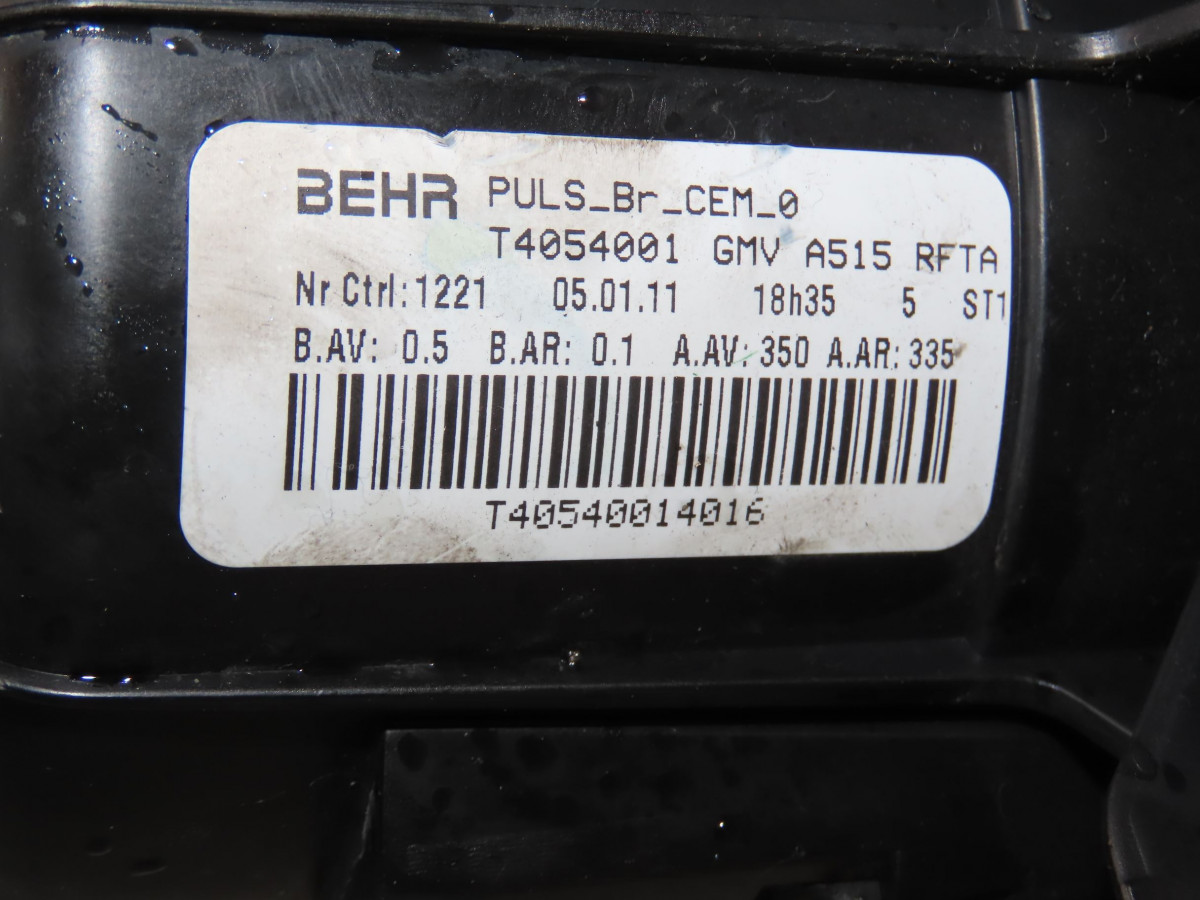 BEHR PULS_Br_CEM_0
T4054001 GMV A515 RFTA
Nr Ctrl:1221 05.01.11 18h35 5 ST1
B.AV: 0.5 B.AR: 0.1 A.AV: 350 A.AR: 335
T40540014016